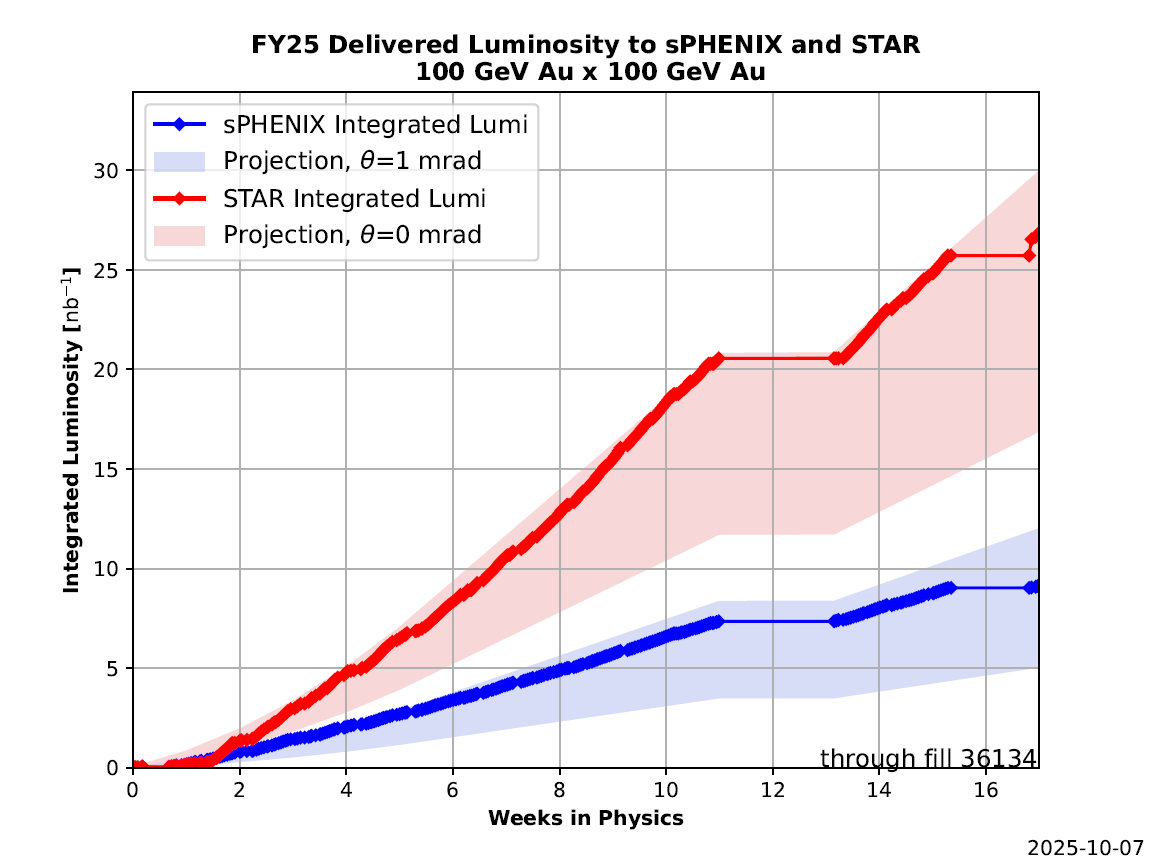 FY25 Delivered Luminosity to sPHENIX and STAR
100 GeV Au x 100 GeV Au
sPHENIX Integrated Lumi
Projection, θ=1 mrad
STAR Integrated Lumi
Projection, θ=0 mrad
Integrated Luminosity [nb⁻¹]
30
25
20
15
10
5
0
through fill 36134
0 2 4 6 8 10 12 14 16
Weeks in Physics
2025-10-07